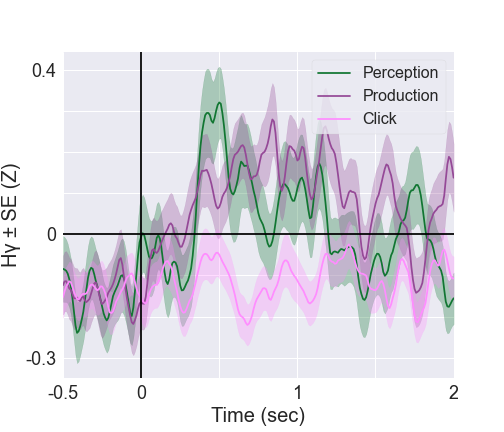 Hγ ± SE (Z)
0.4
0
-0.3
Perception
Production
Click
-0.5 0 1 2
Time (sec)